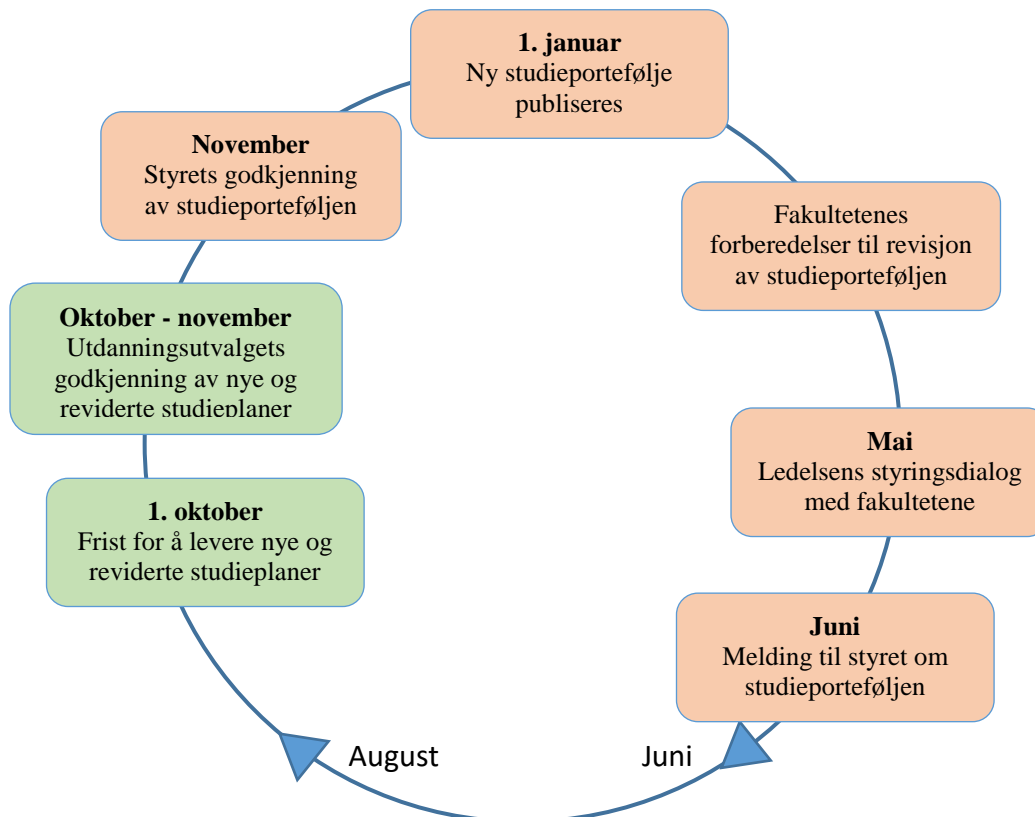 1. januar
Ny studieportefølje
publiseres
Fakultetenes
forberedelser til revisjon
av studieporteføljen
Mai
Ledelsens styringsdialog
med fakultetene
Juni
Melding til styret om
studieporteføljen
Juni
August
1. oktober
Frist for å levere nye og
reviderte studieplaner
Oktober - november
Utdanningsutvalgets
godkjenning av nye og
reviderte studieplaner
November
Styrets godkjenning
av studieporteføljen